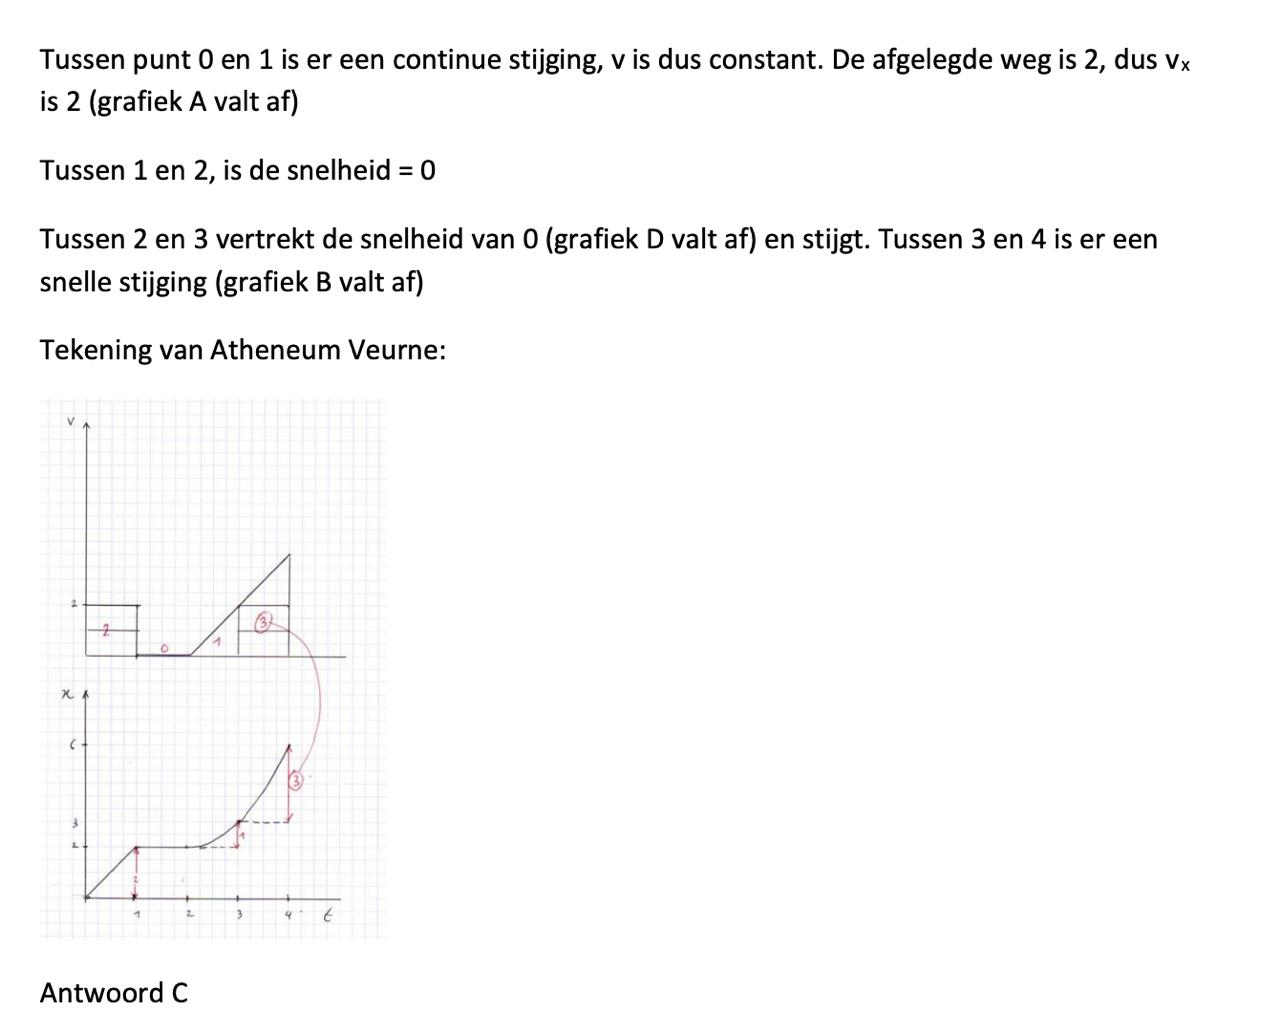 Tussen punt 0 en 1 is er een continue stijging, v is dus constant. De afgelegde weg is 2, dus vₓ
is 2 (grafiek A valt af)
Tussen 1 en 2, is de snelheid = 0
Tussen 2 en 3 vertrekt de snelheid van 0 (grafiek D valt af) en stijgt. Tussen 3 en 4 is er een
snelle stijging (grafiek B valt af)
Tekening van Atheneum Veurne:
v
2
2
0
1
3
x
6
3
3
2
1
2
1
2
3
4
t
Antwoord C